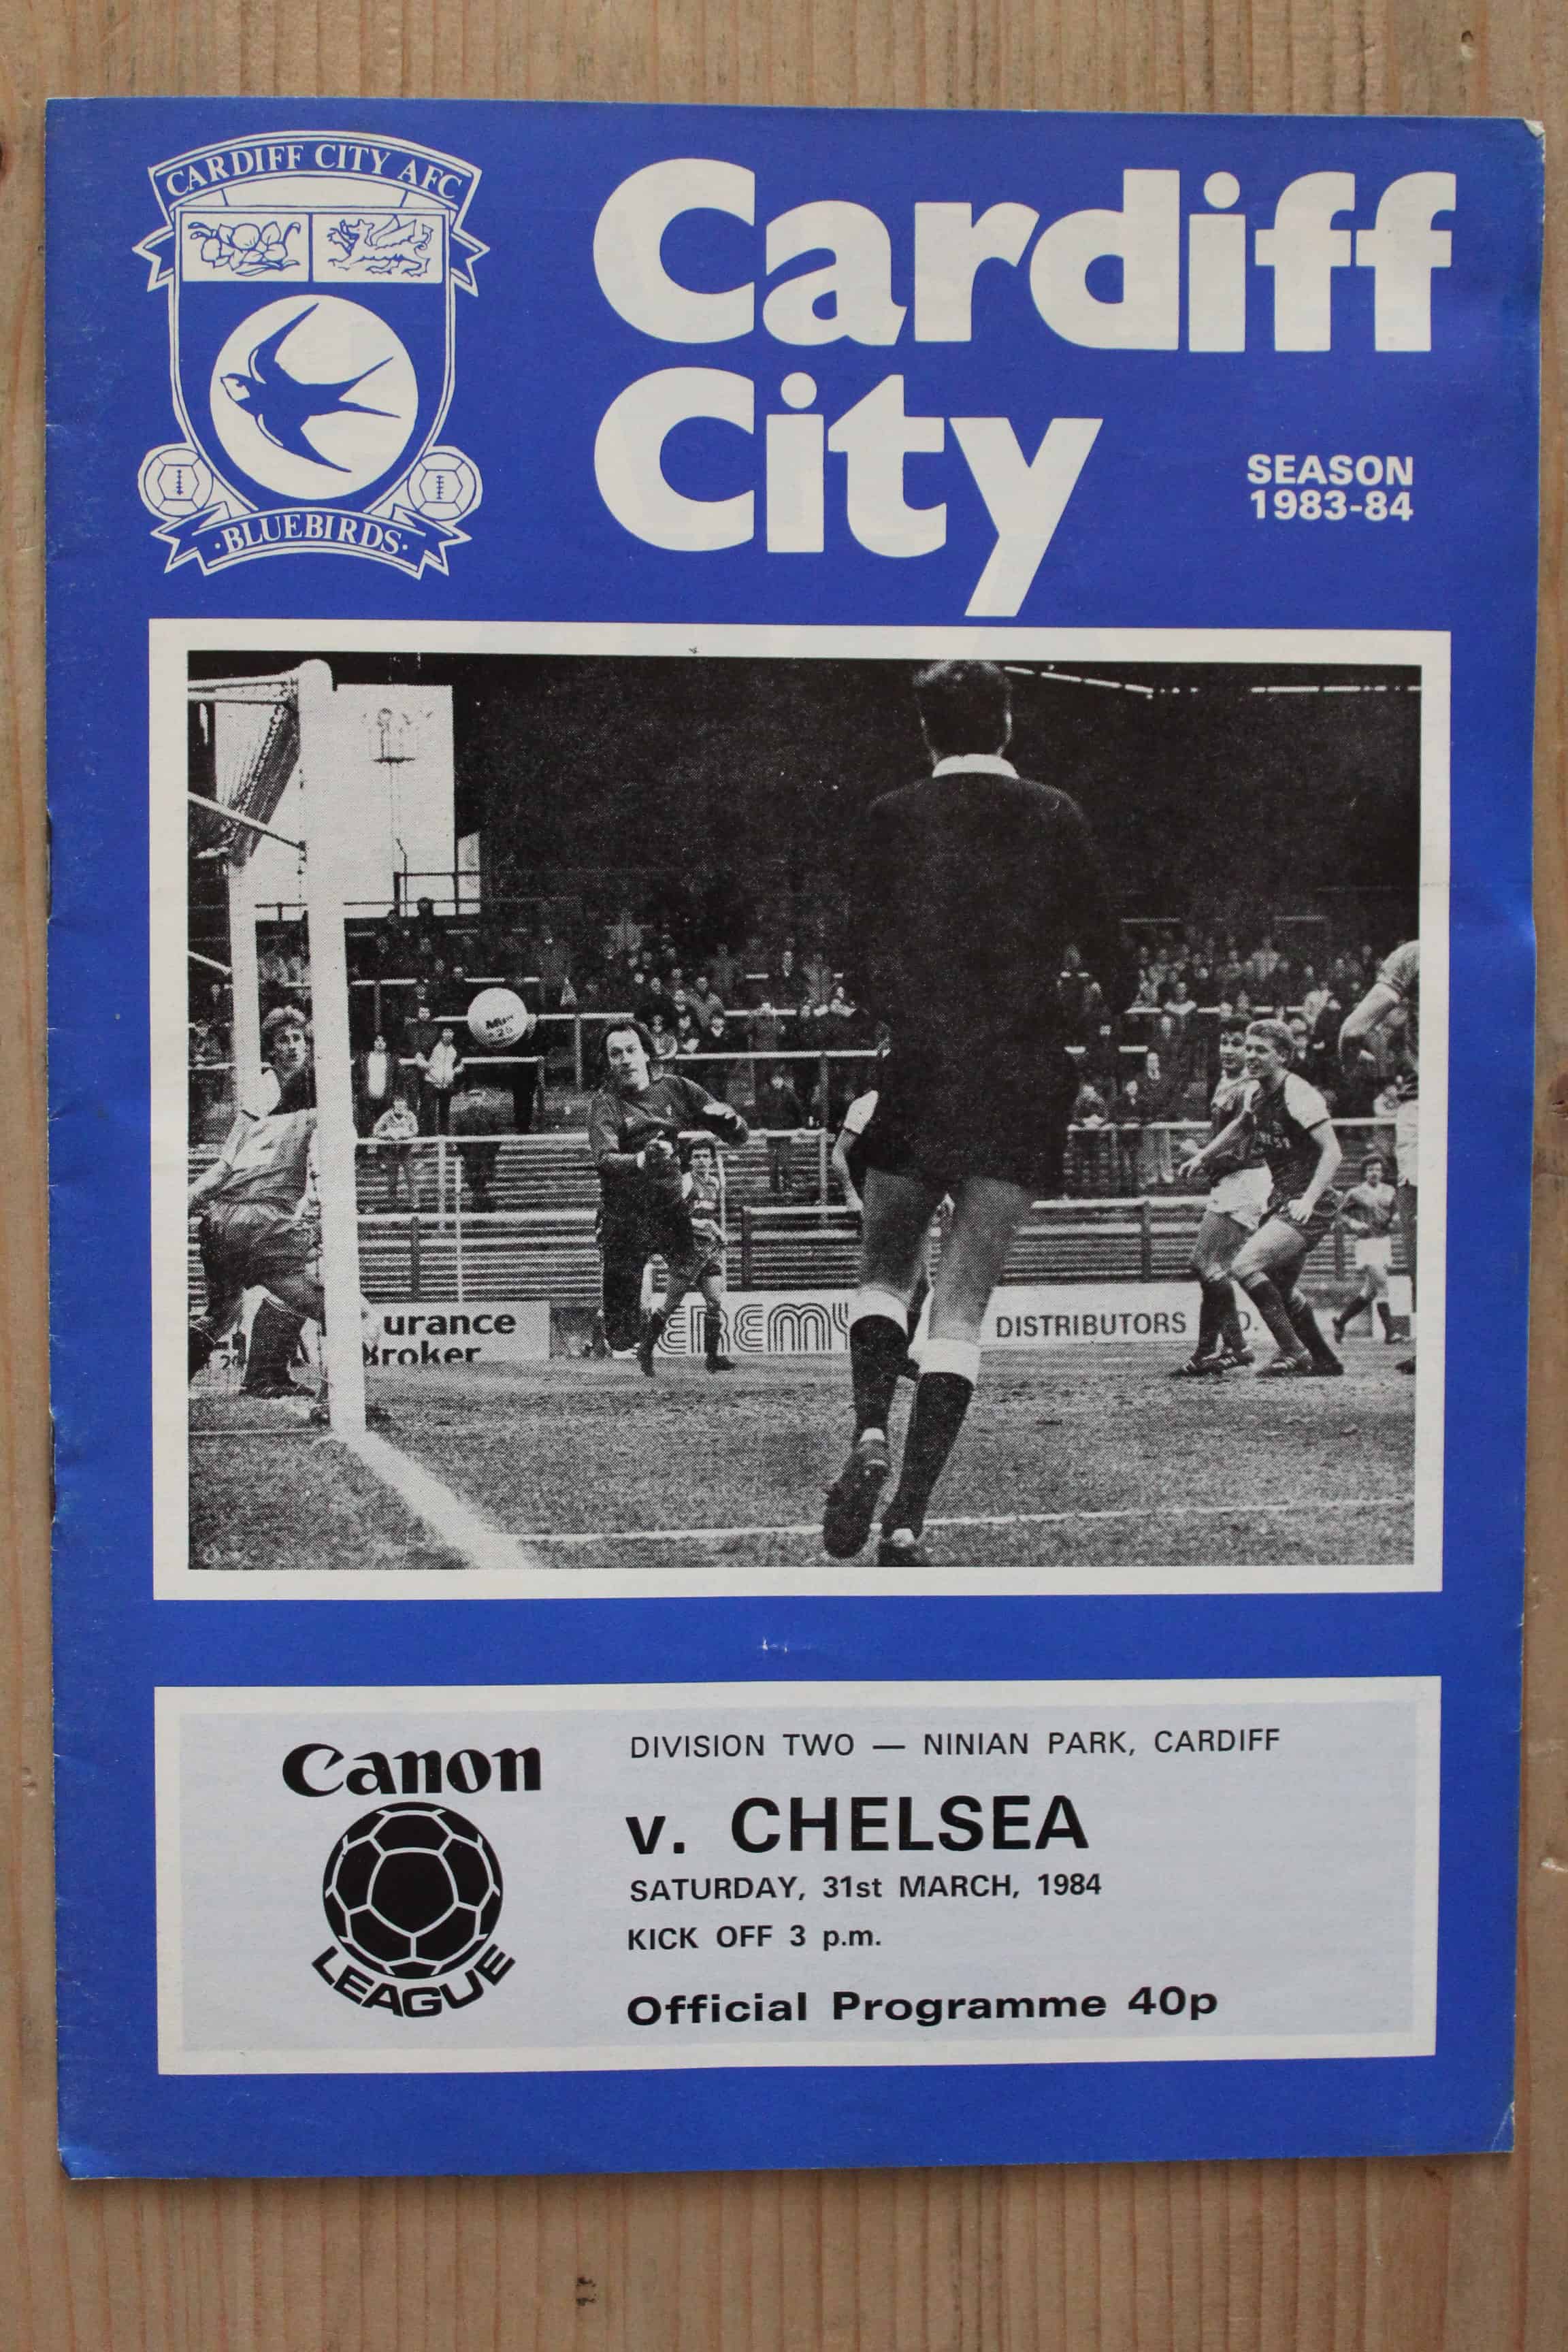 CARDIFF CITY AFC
·BLUEBIRDS·
Cardiff
City
SEASON
1983-84
urance
roker
DISTRIBUTORS
Canon
LEAGUE
DIVISION TWO — NINIAN PARK, CARDIFF
v. CHELSEA
SATURDAY, 31st MARCH, 1984
KICK OFF 3 p.m.
Official Programme 40p